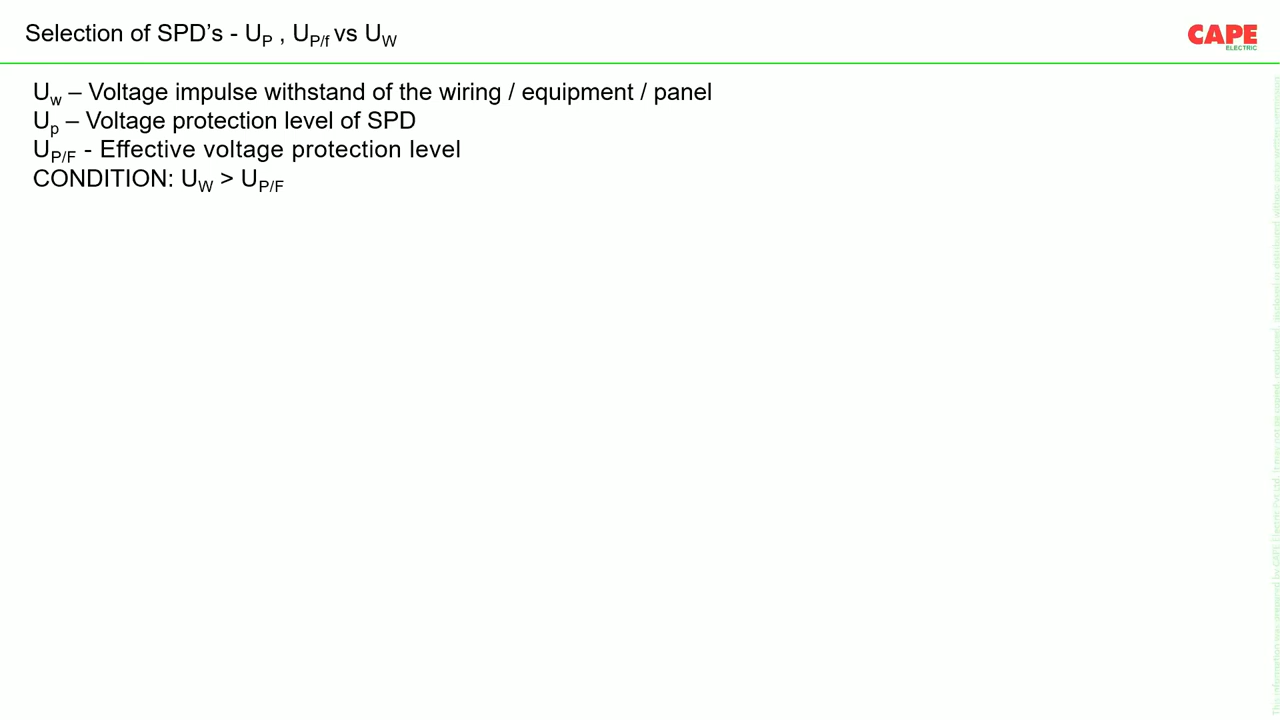 Selection of SPD’s - UP , UP/f vs UW
CAPE
ELECTRIC
Uw – Voltage impulse withstand of the wiring / equipment / panel
Up – Voltage protection level of SPD
UP/F - Effective voltage protection level
CONDITION: UW > UP/F